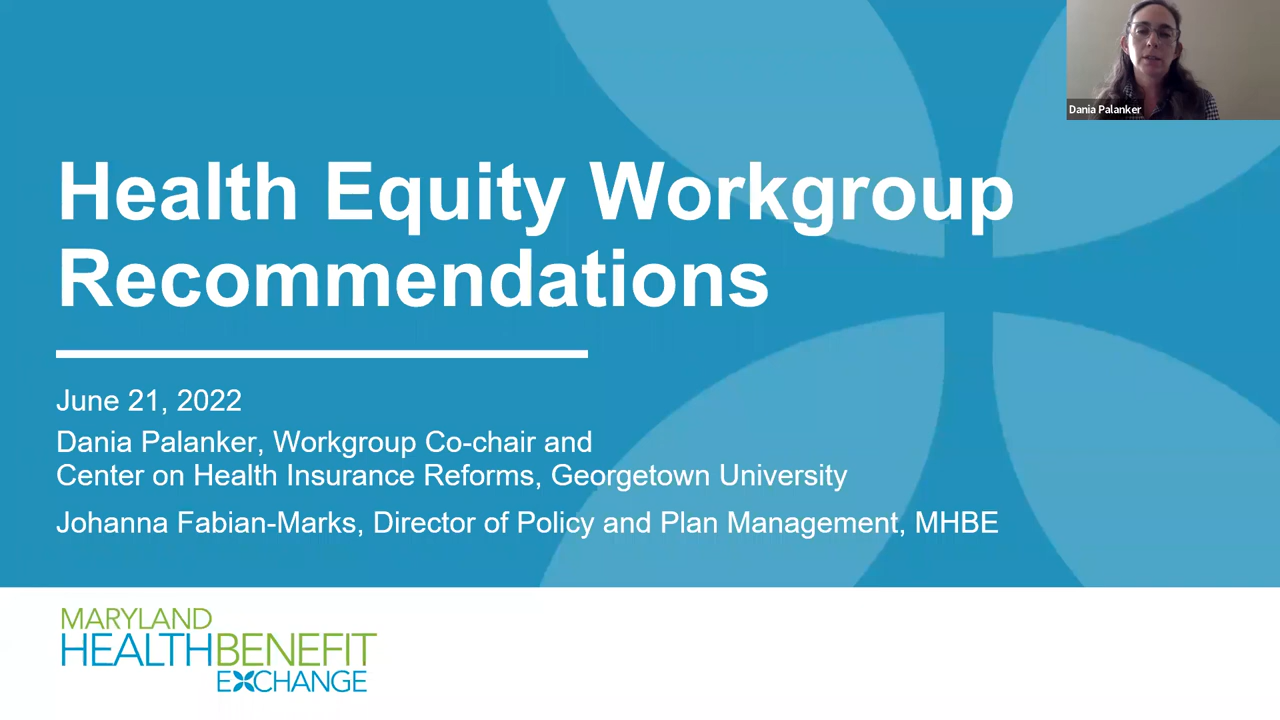 Dania Palanker
Health Equity Workgroup
Recommendations
June 21, 2022
Dania Palanker, Workgroup Co-chair and
Center on Health Insurance Reforms, Georgetown University
Johanna Fabian-Marks, Director of Policy and Plan Management, MHBE
MARYLAND
HEALTHBENEFIT
EXCHANGE